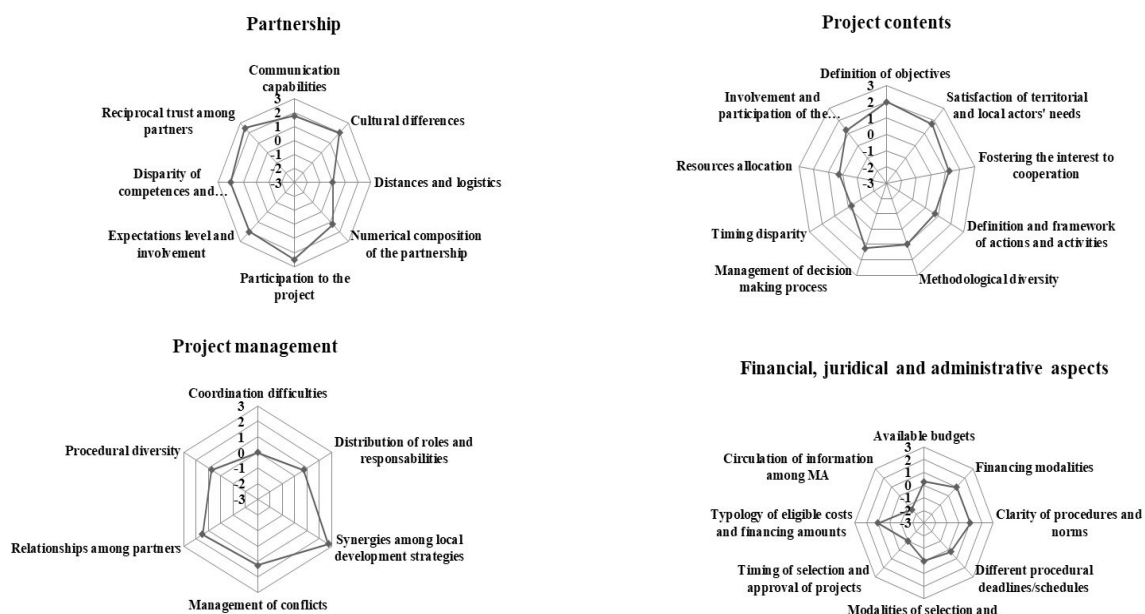 Partnership
Communication
capabilities
3
2
1
0
-1
-2
-3
Reciprocal trust among
partners
Cultural differences
Disparity of
competences and…
Distances and logistics
Expectations level and
involvement
Numerical composition
of the partnership
Participation to the
project
Project contents
Definition of objectives
3
2
1
0
-1
-2
-3
Involvement and
participation of the…
Satisfaction of territorial
and local actors' needs
Resources allocation
Fostering the interest to
cooperation
Timing disparity
Definition and framework
of actions and activities
Management of decision
making process
Methodological diversity
Project management
Coordination difficulties
3
2
1
0
-1
-2
-3
Procedural diversity
Distribution of roles and
responsabilities
Relationships among partners
Synergies among local
development strategies
Management of conflicts
Financial, juridical and administrative aspects
Available budgets
3
2
1
0
-1
-2
-3
Circulation of information
among MA
Financing modalities
Typology of eligible costs
and financing amounts
Clarity of procedures and
norms
Timing of selection and
approval of projects
Different procedural
deadlines/schedules
Modalities of selection and